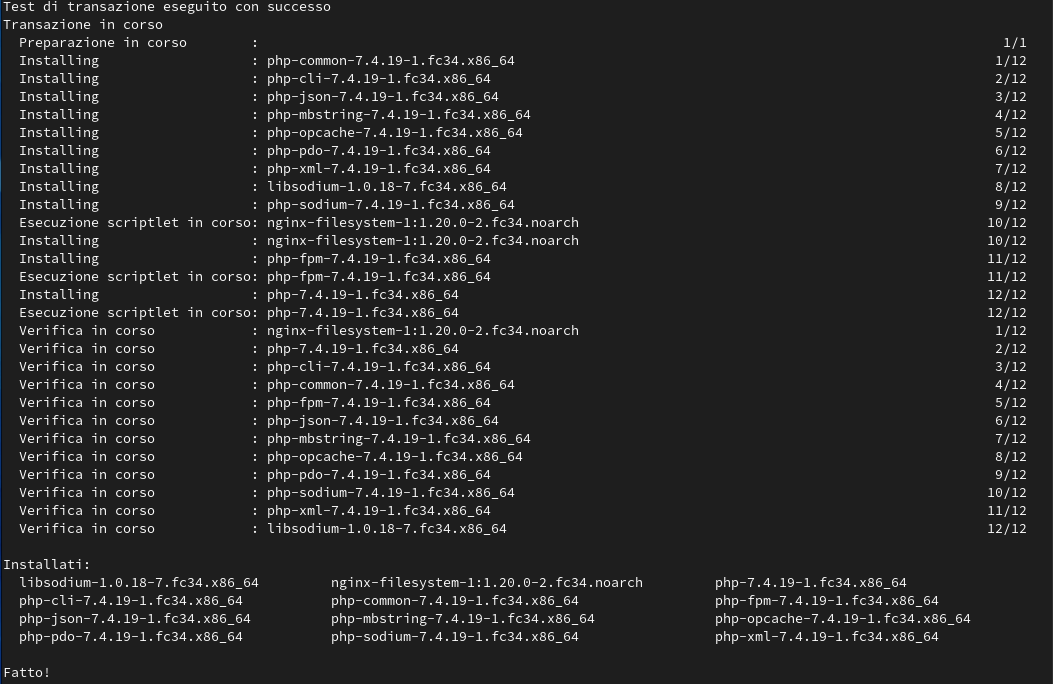 Test di transazione eseguito con successo
Transazione in corso
  Preparazione in corso        :                                                                                             1/1
  Installing                   : php-common-7.4.19-1.fc34.x86_64                                                            1/12
  Installing                   : php-cli-7.4.19-1.fc34.x86_64                                                               2/12
  Installing                   : php-json-7.4.19-1.fc34.x86_64                                                              3/12
  Installing                   : php-mbstring-7.4.19-1.fc34.x86_64                                                          4/12
  Installing                   : php-opcache-7.4.19-1.fc34.x86_64                                                           5/12
  Installing                   : php-pdo-7.4.19-1.fc34.x86_64                                                               6/12
  Installing                   : php-xml-7.4.19-1.fc34.x86_64                                                               7/12
  Installing                   : libsodium-1.0.18-7.fc34.x86_64                                                             8/12
  Installing                   : php-sodium-7.4.19-1.fc34.x86_64                                                            9/12
  Esecuzione scriptlet in corso: nginx-filesystem-1:1.20.0-2.fc34.noarch                                                   10/12
  Installing                   : nginx-filesystem-1:1.20.0-2.fc34.noarch                                                   10/12
  Installing                   : php-fpm-7.4.19-1.fc34.x86_64                                                              11/12
  Esecuzione scriptlet in corso: php-fpm-7.4.19-1.fc34.x86_64                                                              11/12
  Installing                   : php-7.4.19-1.fc34.x86_64                                                                  12/12
  Esecuzione scriptlet in corso: php-7.4.19-1.fc34.x86_64                                                                  12/12
  Verifica in corso            : nginx-filesystem-1:1.20.0-2.fc34.noarch                                                    1/12
  Verifica in corso            : php-7.4.19-1.fc34.x86_64                                                                   2/12
  Verifica in corso            : php-cli-7.4.19-1.fc34.x86_64                                                               3/12
  Verifica in corso            : php-common-7.4.19-1.fc34.x86_64                                                            4/12
  Verifica in corso            : php-fpm-7.4.19-1.fc34.x86_64                                                               5/12
  Verifica in corso            : php-json-7.4.19-1.fc34.x86_64                                                              6/12
  Verifica in corso            : php-mbstring-7.4.19-1.fc34.x86_64                                                          7/12
  Verifica in corso            : php-opcache-7.4.19-1.fc34.x86_64                                                           8/12
  Verifica in corso            : php-pdo-7.4.19-1.fc34.x86_64                                                               9/12
  Verifica in corso            : php-sodium-7.4.19-1.fc34.x86_64                                                           10/12
  Verifica in corso            : php-xml-7.4.19-1.fc34.x86_64                                                              11/12
  Verifica in corso            : libsodium-1.0.18-7.fc34.x86_64                                                            12/12

Installati:
  libsodium-1.0.18-7.fc34.x86_64         nginx-filesystem-1:1.20.0-2.fc34.noarch         php-7.4.19-1.fc34.x86_64
  php-cli-7.4.19-1.fc34.x86_64           php-common-7.4.19-1.fc34.x86_64                 php-fpm-7.4.19-1.fc34.x86_64
  php-json-7.4.19-1.fc34.x86_64          php-mbstring-7.4.19-1.fc34.x86_64               php-opcache-7.4.19-1.fc34.x86_64
  php-pdo-7.4.19-1.fc34.x86_64           php-sodium-7.4.19-1.fc34.x86_64                 php-xml-7.4.19-1.fc34.x86_64

Fatto!